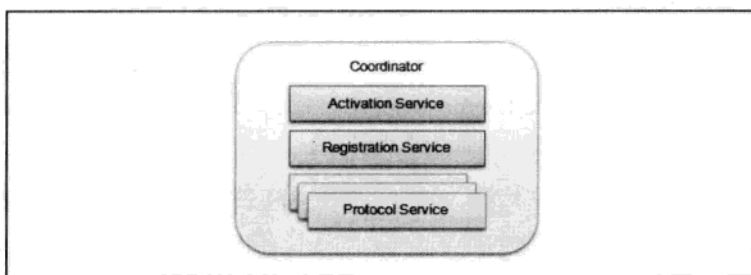 Coordinator
Activation Service
Registration Service
Protocol Service